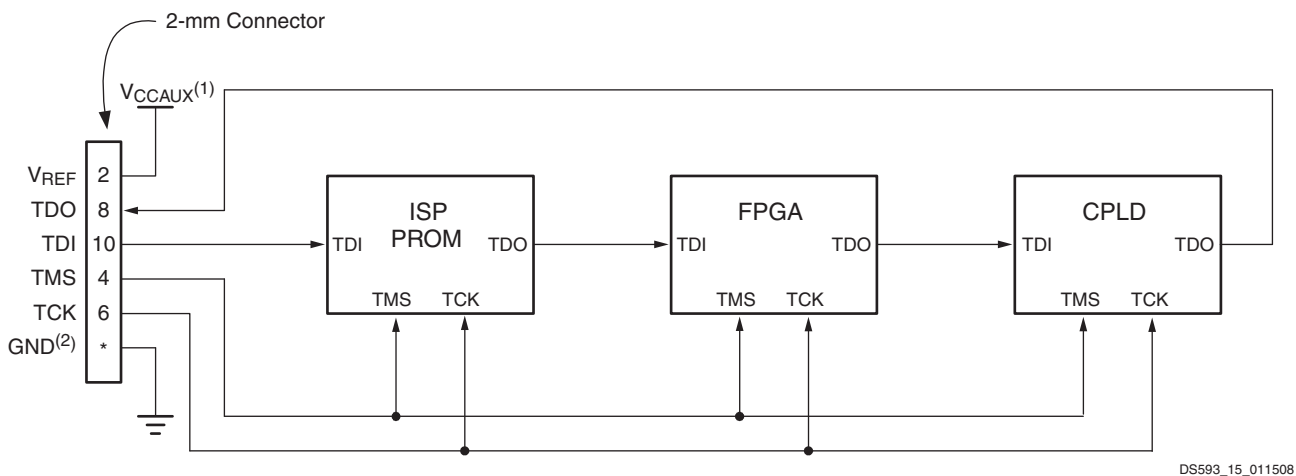 2-mm Connector
VCCAUX(1)
VREF 2
TDO 8
TDI 10
TMS 4
TCK 6
GND(2) *
ISP
PROM
TDI TDO
TMS TCK
FPGA
TDI TDO
TMS TCK
CPLD
TDI TDO
TMS TCK
DS593_15_011508